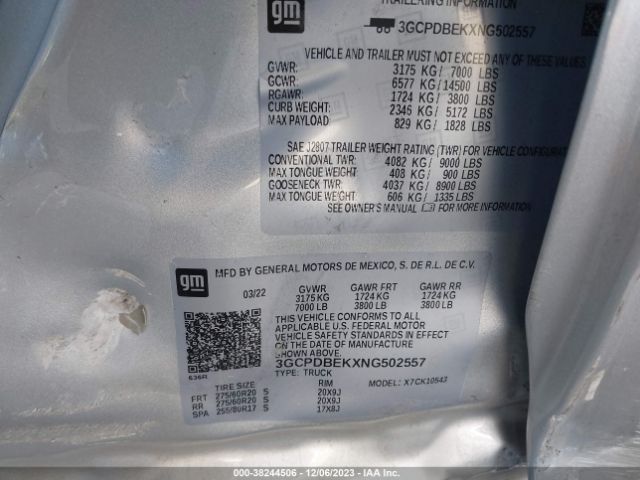 gm
TRAILERING INFORMATION
3GCPDBEKXNG502557
VEHICLE AND TRAILER MUST NOT EXCEED ANY OF THESE VALUES
GVWR: 3175 KG / 7000 LBS
GCWR: 6577 KG / 14500 LBS
RGAWR: 1724 KG / 3800 LBS
CURB WEIGHT: 2346 KG / 5172 LBS
MAX PAYLOAD: 829 KG / 1828 LBS
SAE J2807 TRAILER WEIGHT RATING (TWR) FOR VEHICLE
CONVENTIONAL TWR: 4082 KG / 9000 LBS
MAX TONGUE WEIGHT: 408 KG / 900 LBS
GOOSENECK TWR: 4037 KG / 8900 LBS
MAX TONGUE WEIGHT: 606 KG / 1335 LBS
SEE OWNER'S MANUAL FOR MORE INFORMATION
gm
MFD BY GENERAL MOTORS DE MEXICO, S. DE R.L. DE C.V.
03/22 GVWR GAWR FRT GAWR RR
3175 KG 1724 KG 1724 KG
7000 LB 3800 LB 3800 LB
THIS VEHICLE CONFORMS TO ALL
APPLICABLE U.S. FEDERAL MOTOR
VEHICLE SAFETY STANDARDS IN EFFECT
ON THE DATE OF MANUFACTURE
SHOWN ABOVE.
3GCPDBEKXNG502557
TYPE: TRUCK
636R
MODEL: X7CK10543
TIRE SIZE RIM
FRT 275/60R20 S 20X9J
RR 275/60R20 S 20X9J
SPA 255/80R17 S 17X8J
000-38244506 - 12/06/2023 - IAA Inc.